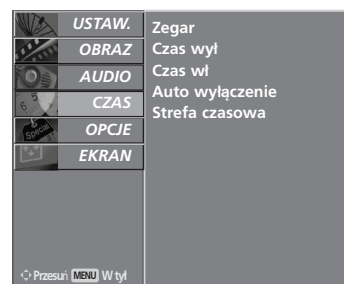 USTAW.
OBRAZ
AUDIO
CZAS
OPCJE
EKRAN
Zegar
Czas wył
Czas wł
Auto wyłączenie
Strefa czasowa
Przesuń MENU W tył